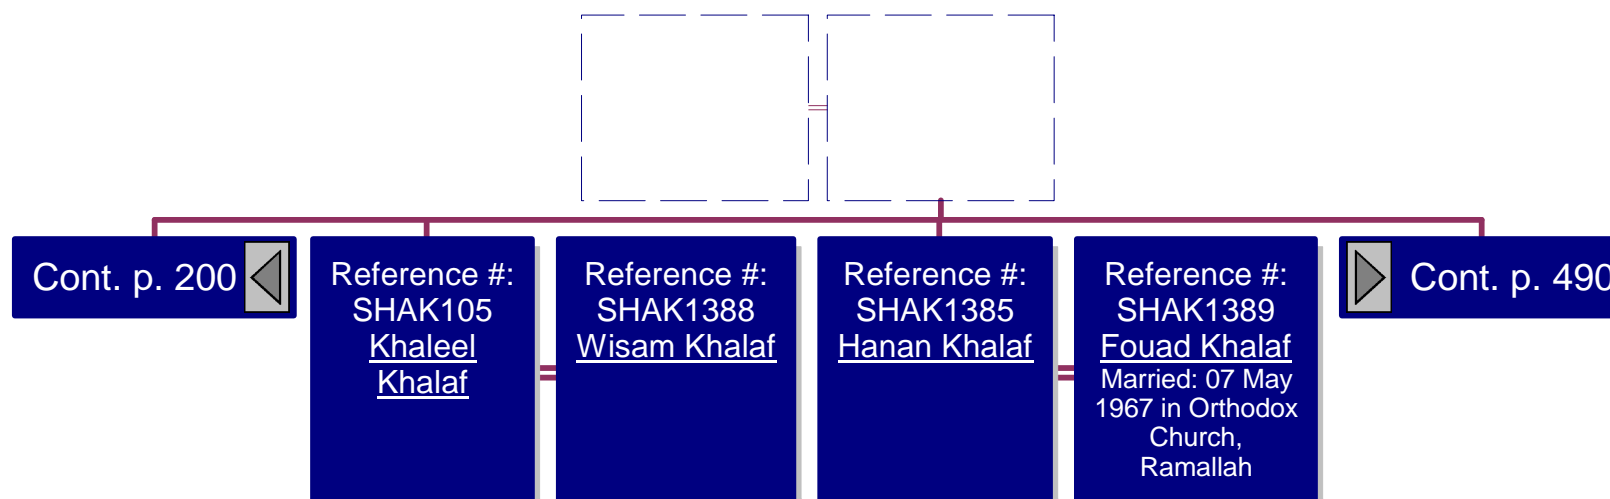 Cont. p. 200
Reference #:
SHAK105
Khaleel
Khalaf
Reference #:
SHAK1388
Wisam Khalaf
Reference #:
SHAK1385
Hanan Khalaf
Reference #:
SHAK1389
Fouad Khalaf
Married: 07 May
1967 in Orthodox
Church,
Ramallah
Cont. p. 490